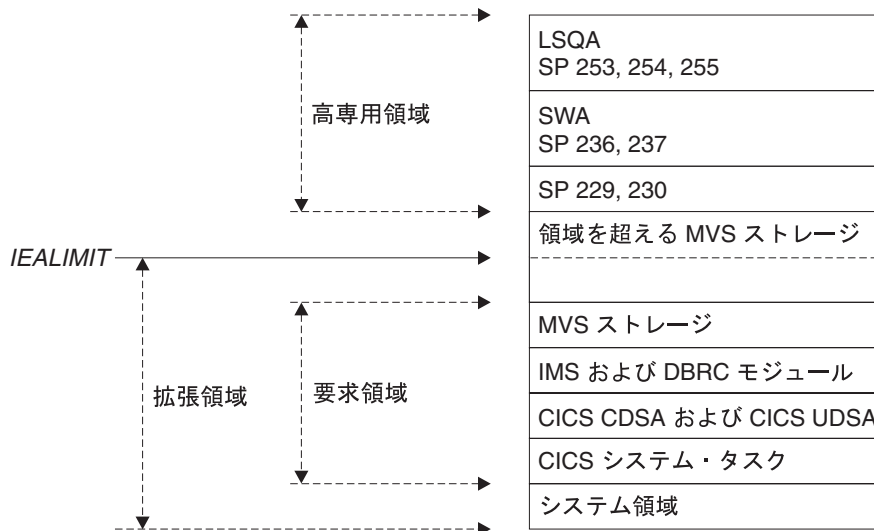 LSQA
SP 253, 254, 255
高専用領域
SWA
SP 236, 237
SP 229, 230
領域を超える MVS ストレージ
IEALIMIT
MVS ストレージ
IMS および DBRC モジュール
拡張領域
要求領域
CICS CDSA および CICS UDSA
CICS システム・タスク
システム領域